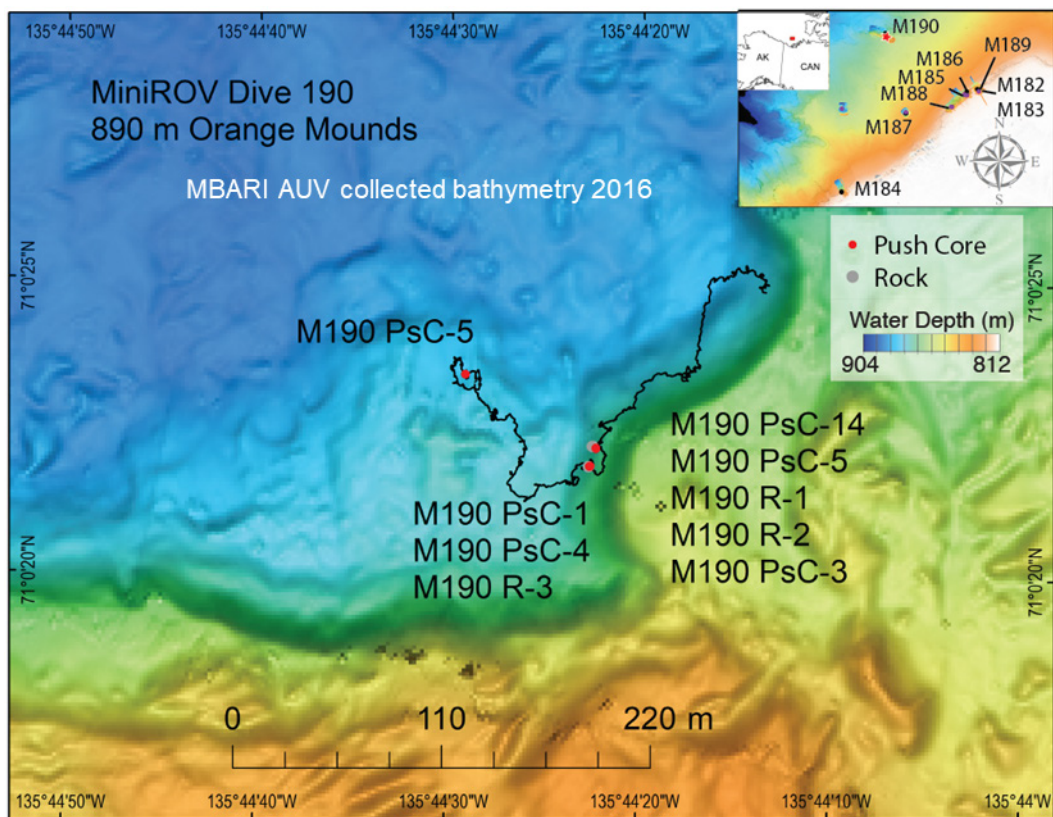 135°44'50"W
135°44'40"W
135°44'30"W
135°44'20"W
MiniROV Dive 190
890 m Orange Mounds
MBARI AUV collected bathymetry 2016
AK
CAN
M190
M189
M186
M185
M182
M188
M183
M187
M184
N
W
E
S
Push Core
Rock
Water Depth (m)
904
812
71°0'25"N
71°0'25"N
M190 PsC-5
M190 PsC-14
M190 PsC-5
M190 R-1
M190 R-2
M190 PsC-3
M190 PsC-1
M190 PsC-4
M190 R-3
71°0'20"N
71°0'20"N
0
110
220 m
135°44'50"W
135°44'40"W
135°44'30"W
135°44'20"W
135°44'10"W
135°44'W